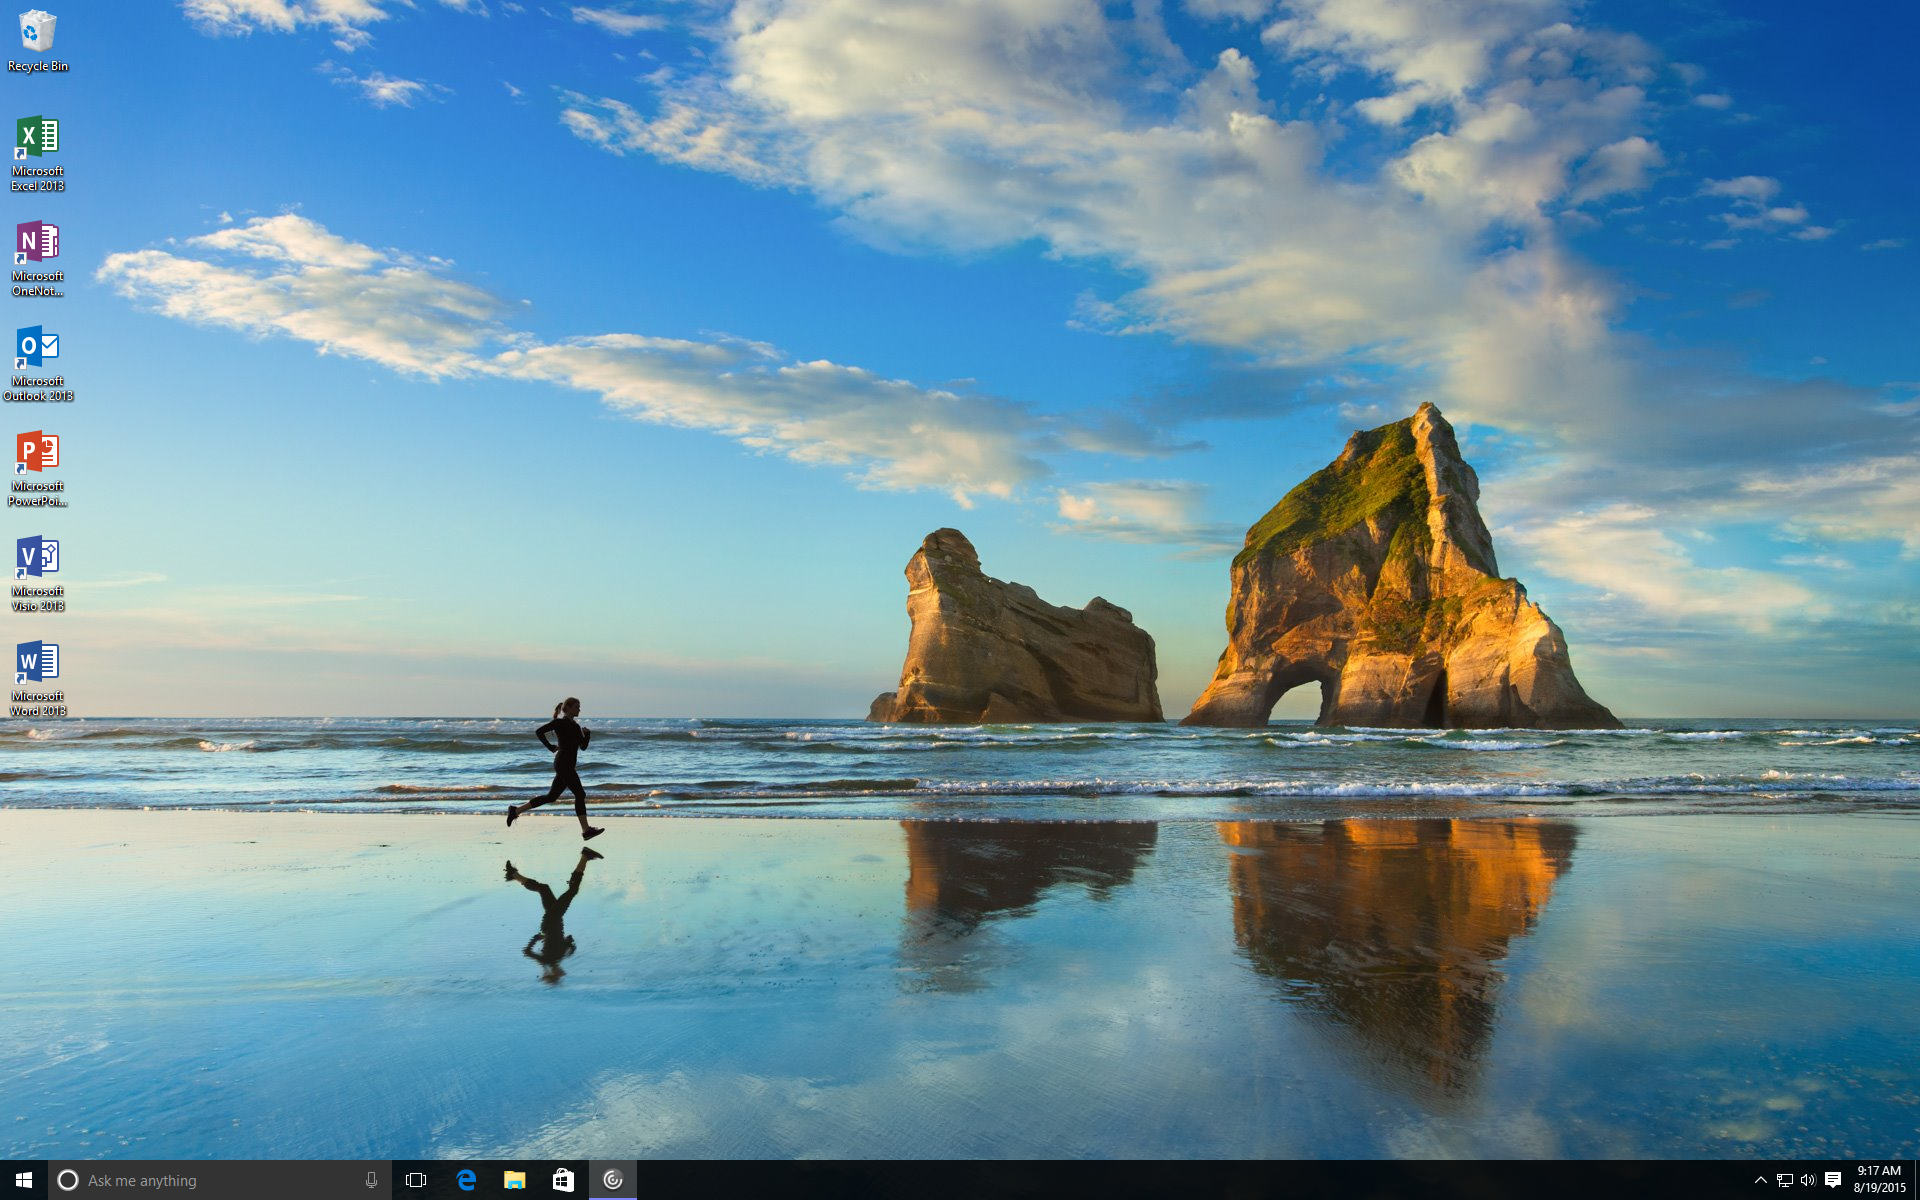 Recycle Bin
Microsoft
Excel 2013
Microsoft
OneNot...
Microsoft
Outlook 2013
Microsoft
PowerPoi...
Microsoft
Visio 2013
Microsoft
Word 2013
Ask me anything
9:17 AM
8/19/2015